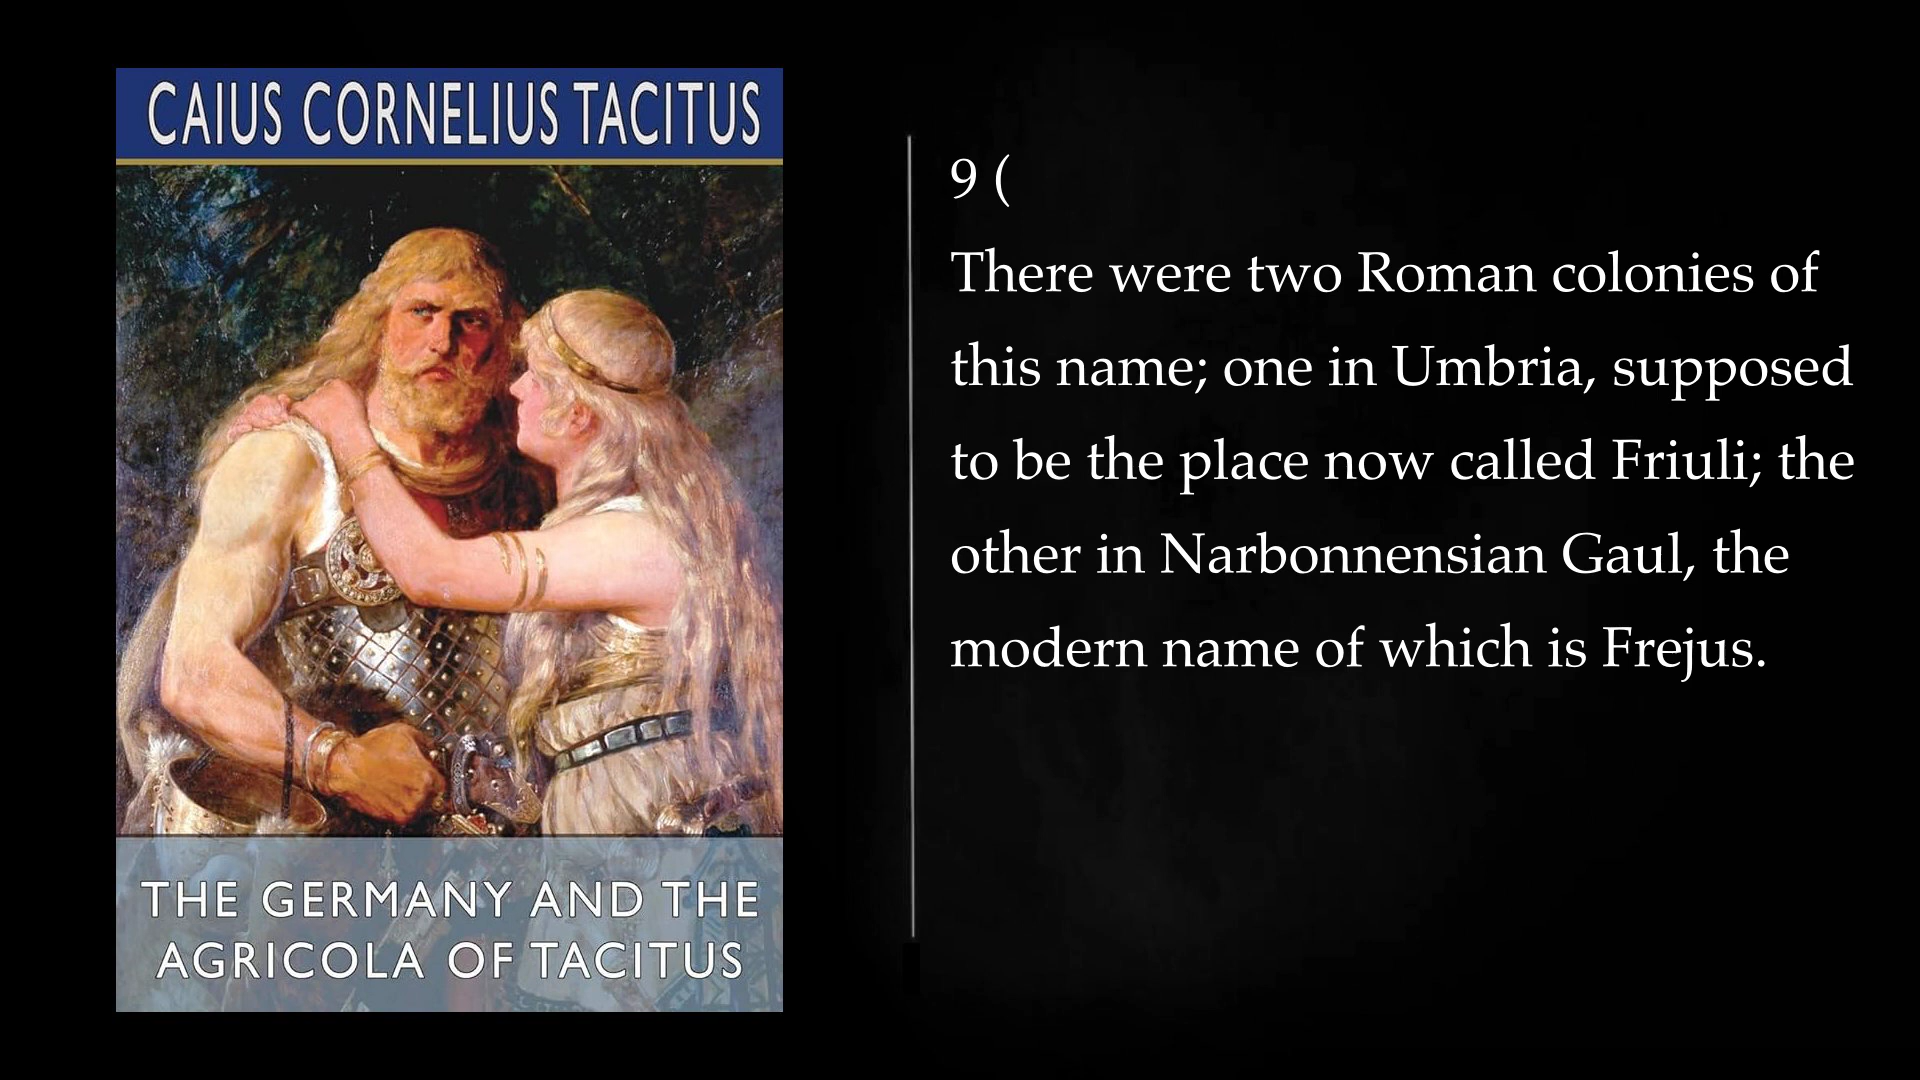 CAIUS CORNELIUS TACITUS
THE GERMANY AND THE
AGRICOLA OF TACITUS
9 (
There were two Roman colonies of
this name; one in Umbria, supposed
to be the place now called Friuli; the
other in Narbonnensian Gaul, the
modern name of which is Frejus.